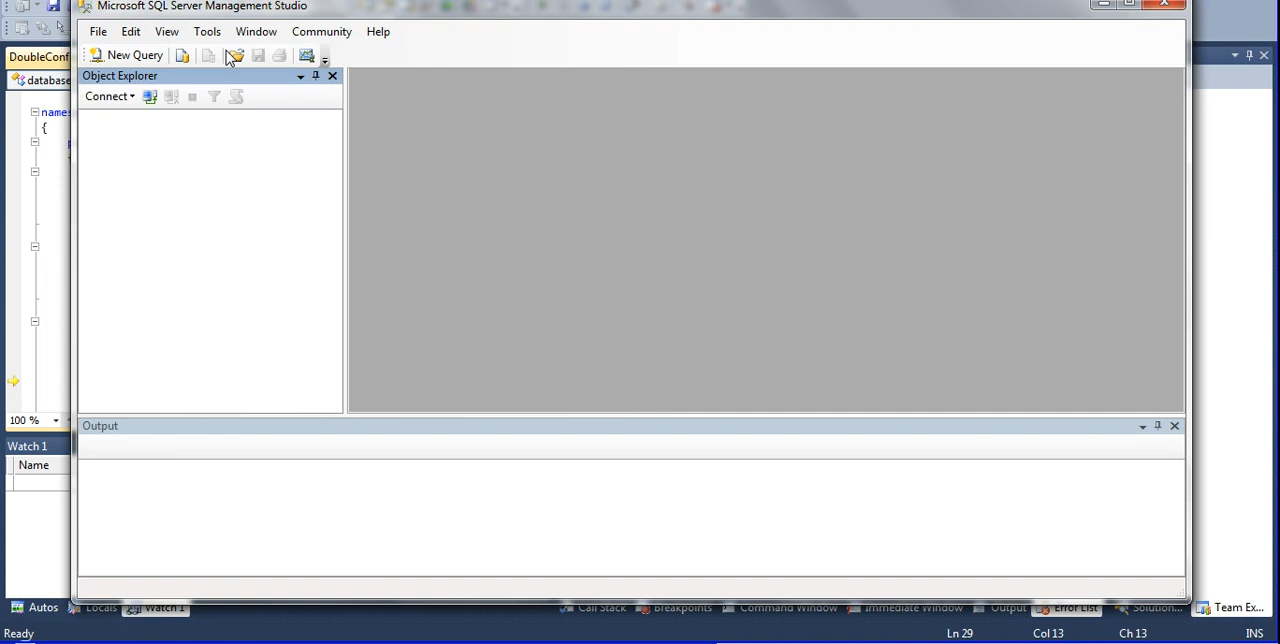 Microsoft SQL Server Management Studio
File Edit View Tools Window Community Help
New Query
DoubleConf
Object Explorer
database
Connect
names
{
100 %
Output
Watch 1
Name
Autos Locals Watch 1 Call Stack Breakpoints Command Window Immediate Window Output Error List Solution... Team Ex...
Ready Ln 29 Col 13 Ch 13 INS